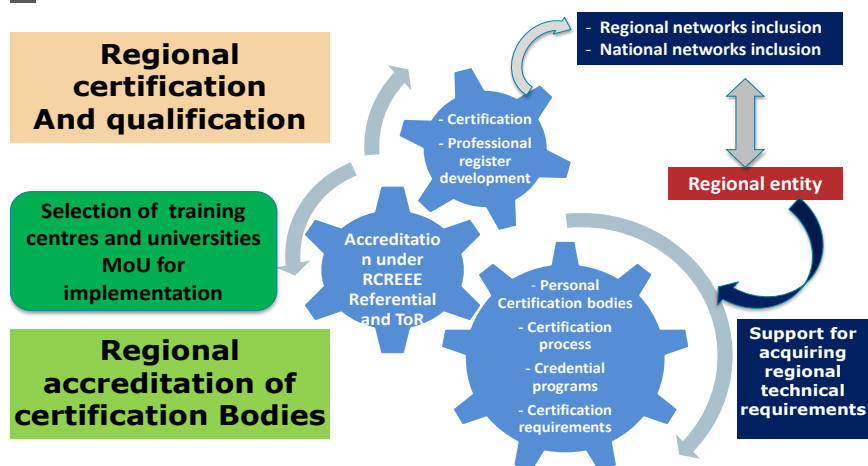 Regional
certification
And qualification
- Regional networks inclusion
- National networks inclusion
- Certification
- Professional
register
development
Regional entity
Selection of training
centres and universities
MoU for
implementation
Accreditatio
n under
RCREEE
Referential
and ToR
- Personal
Certification bodies
- Certification
process
- Credential
programs
- Certification
requirements
Regional
accreditation of
certification Bodies
Support for
acquiring
regional
technical
requirements